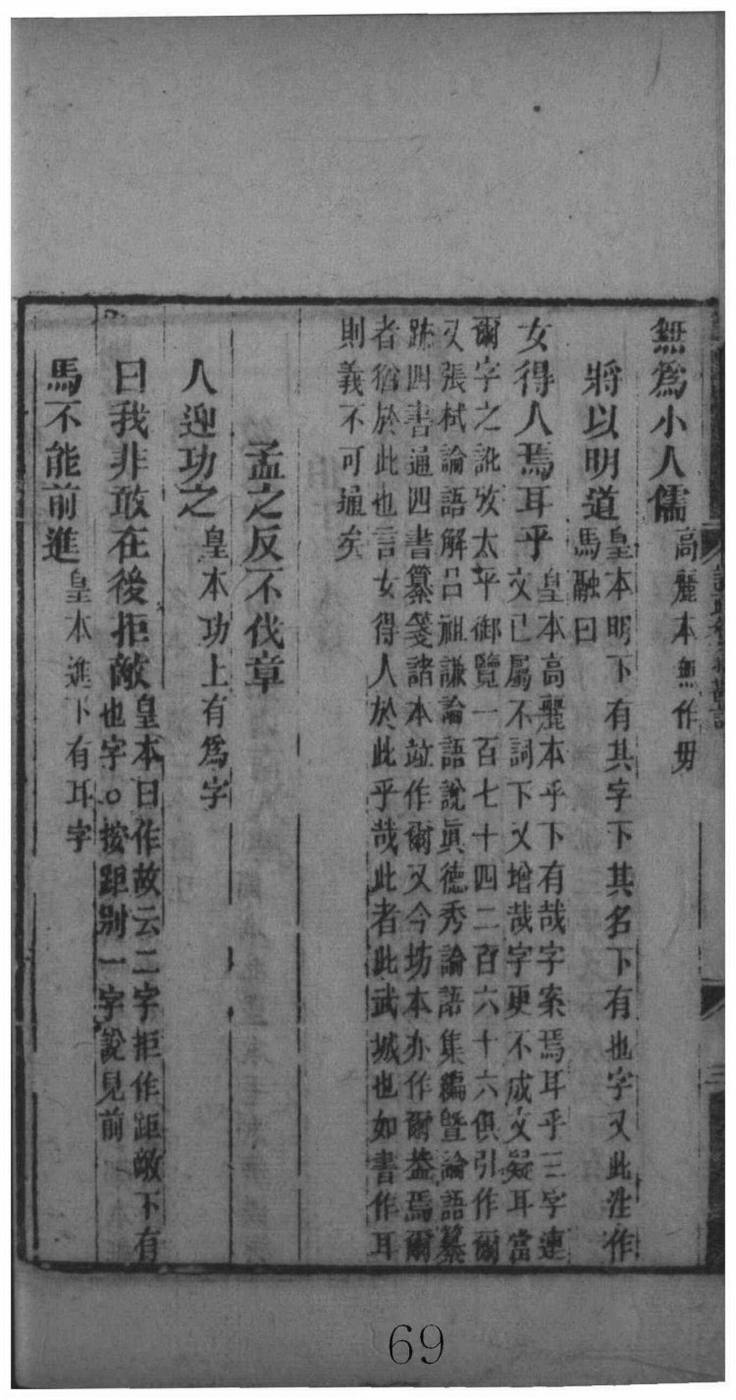 無爲小人儒高麗本無作毋
將以明道皇本明下有其字下其名下有也字又此注作
馬融曰
女得人焉耳乎皇本高麗本乎下有哉字案焉耳乎三字連
文已屬不詞下又增哉字更不成文疑耳當
爾字之訛攷太平御覽一百七十四二百六十六俱引作爾
又張栻論語解呂祖謙論語說眞德秀論語集編暨論語纂
疏四書通四書纂箋諸本竝作爾又今坊本亦作爾葢焉爾
者猶於此也言女得人於此乎哉此者此武城也如書作耳
則義不可通矣
孟之反不伐章
人迎功之皇本功上有爲字
曰我非敢在後拒敵皇本曰作故云二字拒作距敵下有
也字○按距别一字說見前
馬不能前進皇本進下有耳字
69